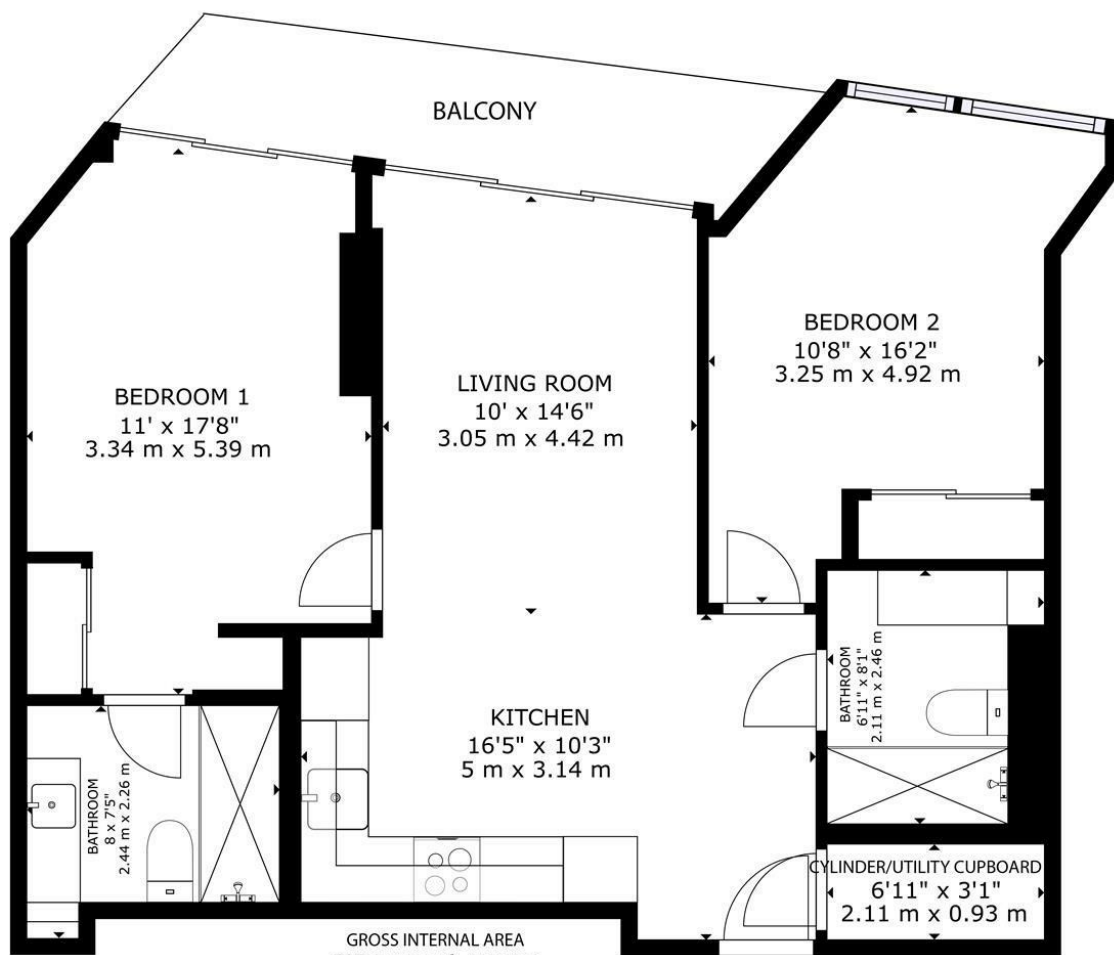 BALCONY
BEDROOM 2
10'8" x 16'2"
3.25 m x 4.92 m
BEDROOM 1
11' x 17'8"
3.34 m x 5.39 m
LIVING ROOM
10' x 14'6"
3.05 m x 4.42 m
KITCHEN
16'5" x 10'3"
5 m x 3.14 m
BATHROOM
6'11" x 8'1"
2.11 m x 2.46 m
BATHROOM
8 x 7'5"
2.44 m x 2.26 m
CYLINDER/UTILITY CUPBOARD
6'11" x 3'1"
2.11 m x 0.93 m
GROSS INTERNAL AREA